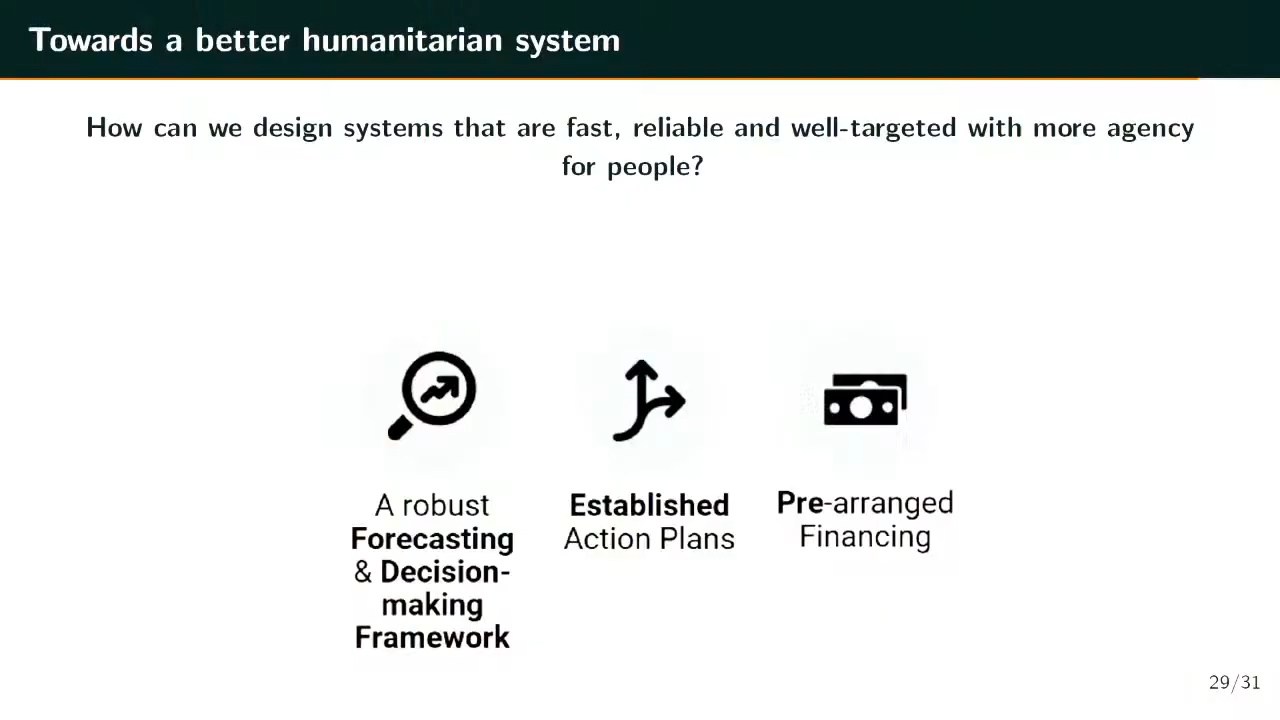 Towards a better humanitarian system
How can we design systems that are fast, reliable and well-targeted with more agency
for people?
A robust
Forecasting
& Decision-
making
Framework
Established
Action Plans
Pre-arranged
Financing
29/31